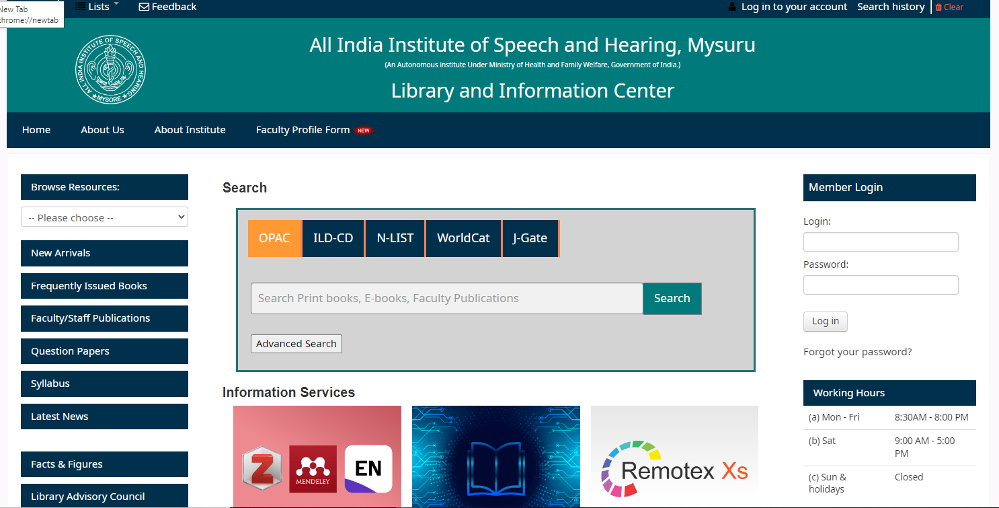 New Tab
chrome://newtab
Lists
Feedback
Log in to your account
Search history
Clear
ALL INDIA INSTITUTE OF SPEECH AND HEARING
MYSORE
All India Institute of Speech and Hearing, Mysuru
(An Autonomous institute Under Ministry of Health and Family Welfare, Government of India.)
Library and Information Center
Home
About Us
About Institute
Faculty Profile Form
NEW
Browse Resources:
-- Please choose --
New Arrivals
Frequently Issued Books
Faculty/Staff Publications
Question Papers
Syllabus
Latest News
Facts & Figures
Library Advisory Council
Search
OPAC
ILD-CD
N-LIST
WorldCat
J-Gate
Search Print books, E-books, Faculty Publications
Search
Advanced Search
Information Services
Z
MENDELEY
EN
Remotex Xs
Member Login
Login:
Password:
Log in
Forgot your password?
Working Hours
(a) Mon - Fri 8:30AM - 8:00 PM
(b) Sat 9:00 AM - 5:00
PM
(c) Sun & Closed
holidays